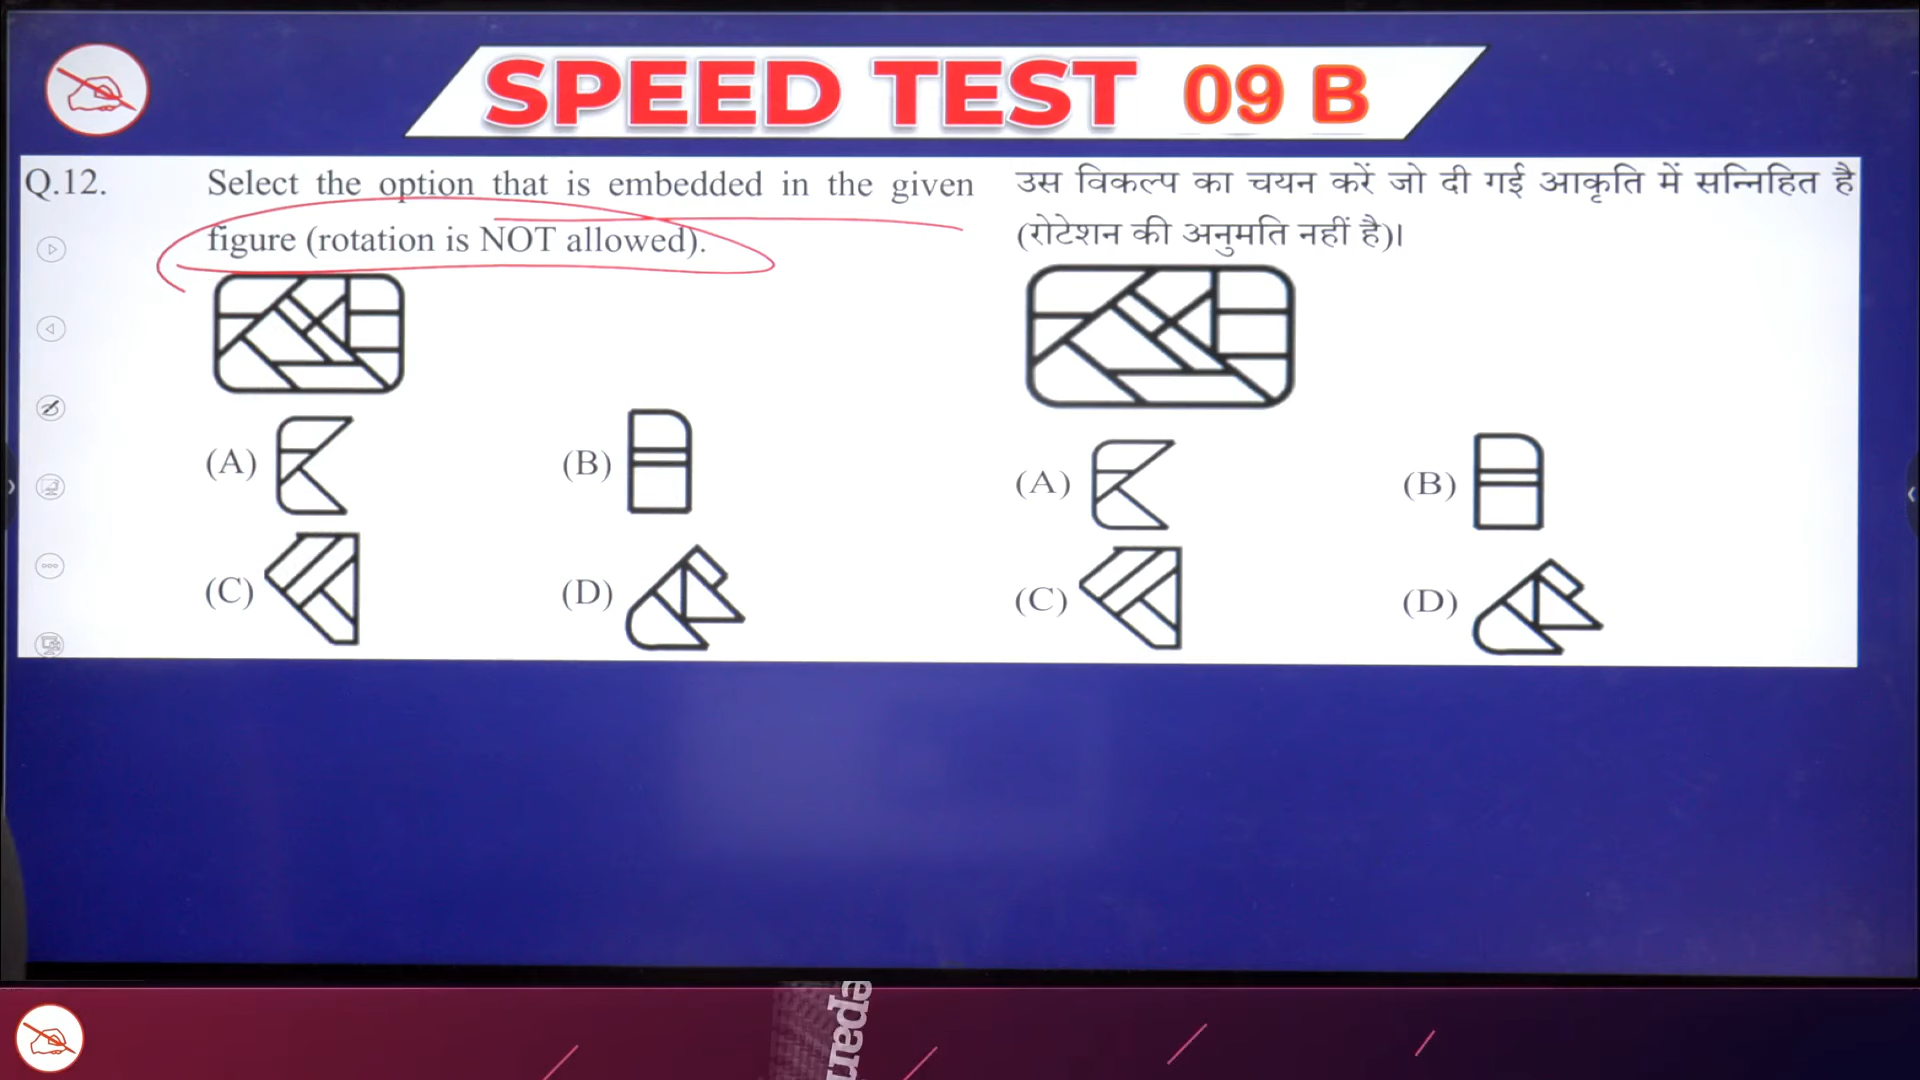 SPEED TEST 09 B
Q.12. Select the option that is embedded in the given
figure (rotation is NOT allowed).
(A)
(B)
(C)
(D)
उस विकल्प का चयन करें जो दी गई आकृति में सन्निहित है
(रोटेशन की अनुमति नहीं है)।
(A)
(B)
(C)
(D)
epar